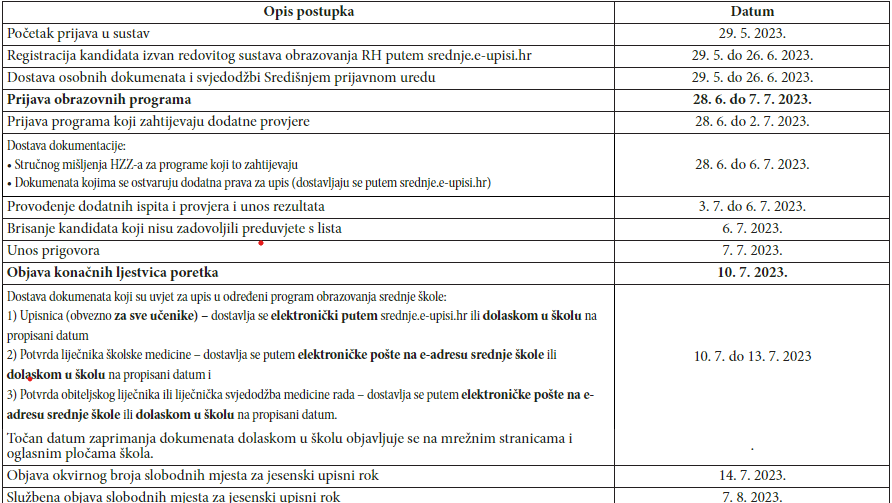 Opis postupka Datum
Početak prijava u sustav 29. 5. 2023.
Registracija kandidata izvan redovitog sustava obrazovanja RH putem srednje.e-upisi.hr 29. 5. do 26. 6. 2023.
Dostava osobnih dokumenata i svjedodžbi Središnjem prijavnom uredu 29. 5. do 26. 6. 2023.
Prijava obrazovnih programa 28. 6. do 7. 7. 2023.
Prijava programa koji zahtijevaju dodatne provjere 28. 6. do 2. 7. 2023.
Dostava dokumentacije:
• Stručnog mišljenja HZZ-a za programe koji to zahtijevaju 28. 6. do 6. 7. 2023.
• Dokumenata kojima se ostvaruju dodatna prava za upis (dostavljaju se putem srednje.e-upisi.hr)
Provođenje dodatnih ispita i provjera i unos rezultata 3. 7. do 6. 7. 2023.
Brisanje kandidata koji nisu zadovoljili preduvjete s lista 6. 7. 2023.
Unos prigovora 7. 7. 2023.
Objava konačnih ljestvica poretka 10. 7. 2023.
Dostava dokumenata koji su uvjet za upis u određeni program obrazovanja srednje škole:
1) Upisnica (obvezno za sve učenike) – dostavlja se elektronički putem srednje.e-upisi.hr ili dolaskom u školu na
propisani datum
2) Potvrda liječnika školske medicine – dostavlja se putem elektroničke pošte na e-adresu srednje škole ili 10. 7. do 13. 7. 2023
dolaskom u školu na propisani datum i
3) Potvrda obiteljskog liječnika ili liječnička svjedodžba medicine rada – dostavlja se putem elektroničke pošte na e-
adresu srednje škole ili dolaskom u školu na propisani datum.
Točan datum zaprimanja dokumenata dolaskom u školu objavljuje se na mrežnim stranicama i .
oglasnim pločama škola.
Objava okvirnog broja slobodnih mjesta za jesenski upisni rok 14. 7. 2023.
Službena objava slobodnih mjesta za jesenski upisni rok 7. 8. 2023.